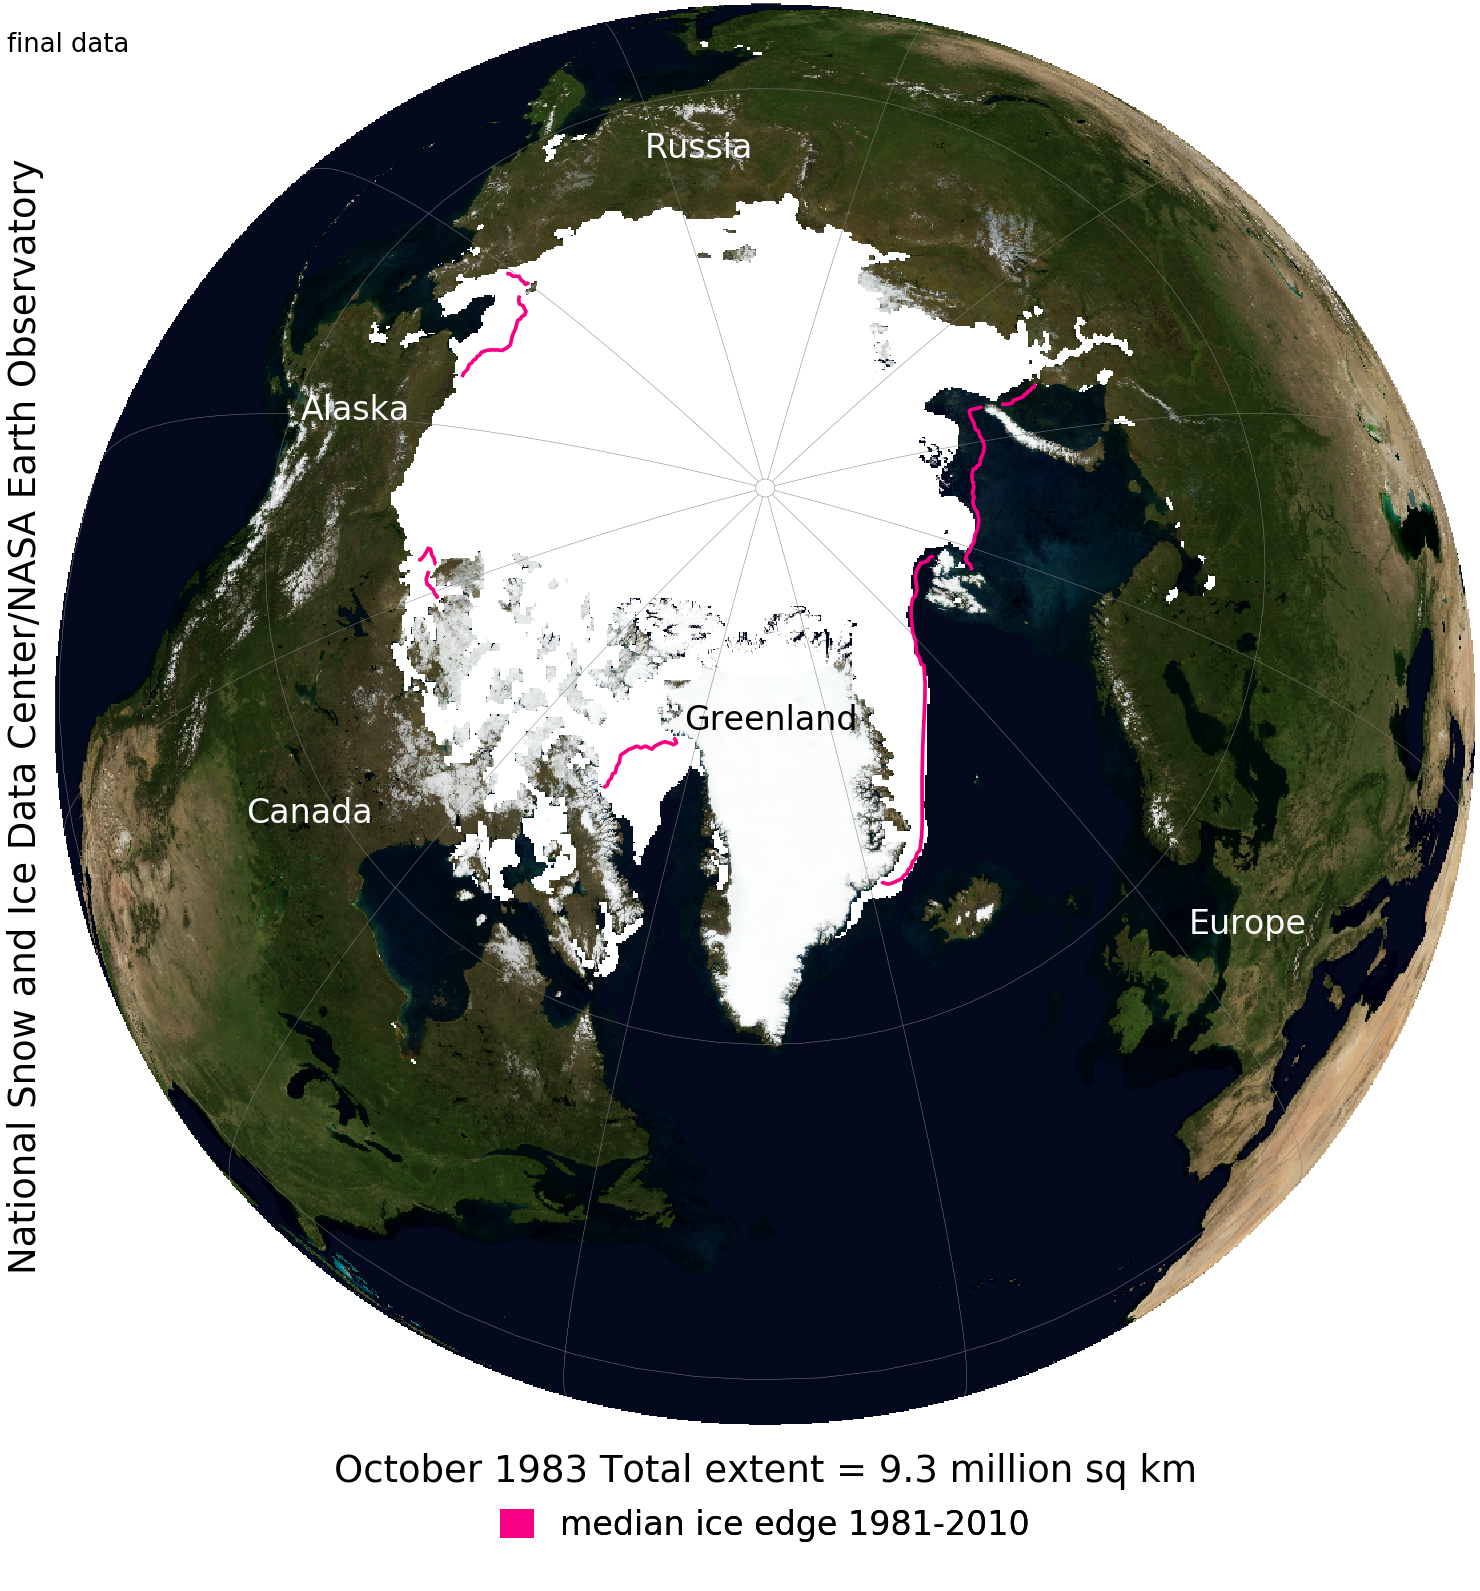 final data
National Snow and Ice Data Center/NASA Earth Observatory
Russia
Alaska
Greenland
Canada
Europe
October 1983 Total extent = 9.3 million sq km
median ice edge 1981-2010